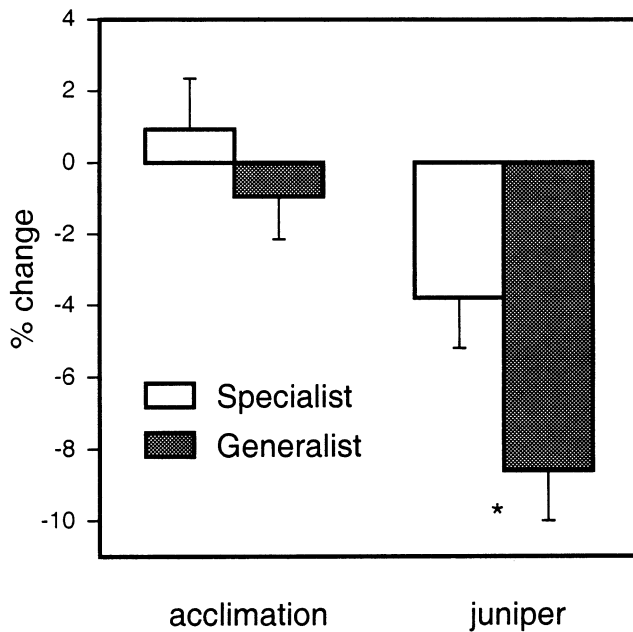 4
2
0
-2
-4
-6
-8
-10
% change
Specialist
Generalist
*
acclimation juniper